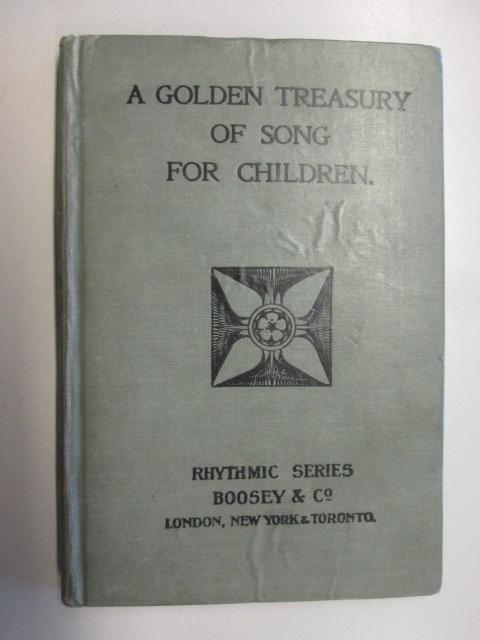 A GOLDEN TREASURY
OF SONG
FOR CHILDREN.
RHYTHMIC SERIES
BOOSEY & Cº
LONDON, NEW YORK & TORONTO.